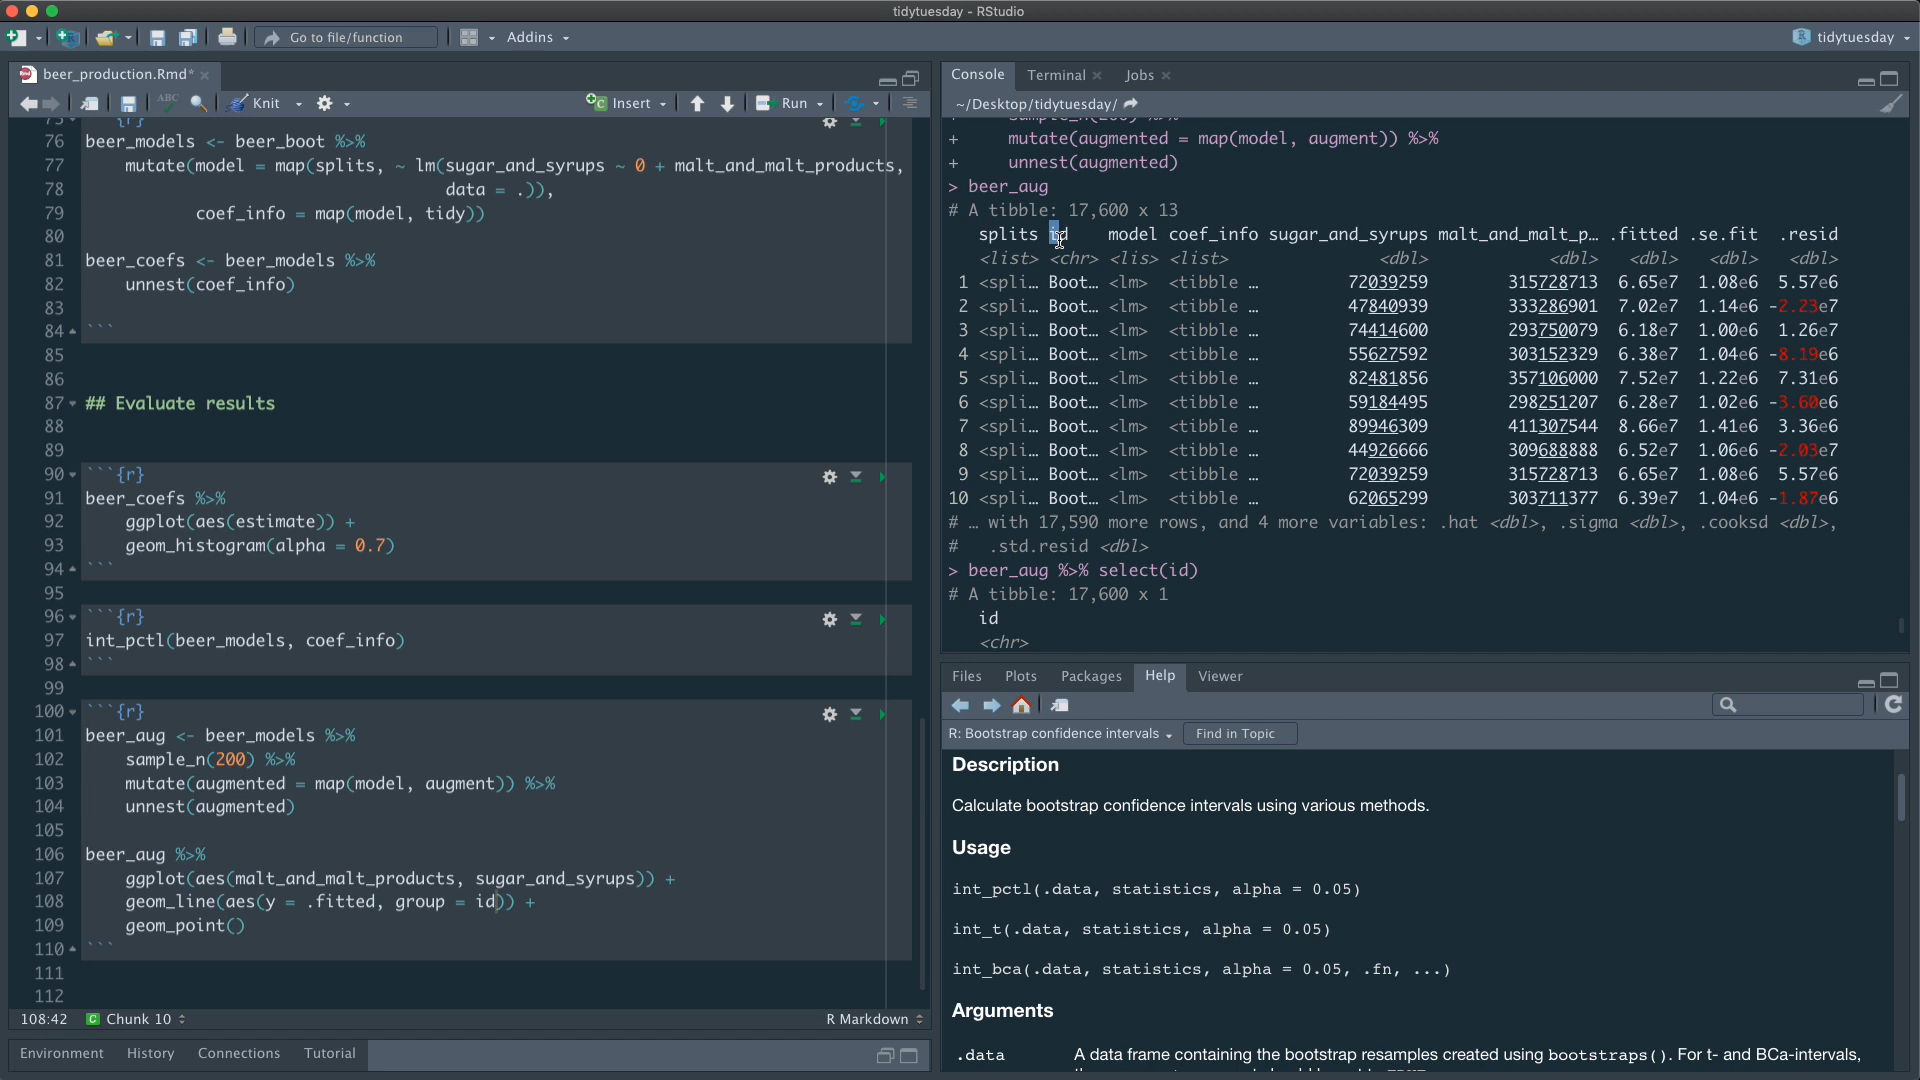 tidytuesday - RStudio
Go to file/function
Addins
tidytuesday
beer_production.Rmd*
ABC
Knit
Insert
Run
75 {r}
76 beer_models <- beer_boot %>%
77 mutate(model = map(splits, ~ lm(sugar_and_syrups ~ 0 + malt_and_malt_products,
78 data = .)),
79 coef_info = map(model, tidy))
80
81 beer_coefs <- beer_models %>%
82 unnest(coef_info)
83
84 ```
85
86
87 ## Evaluate results
88
89
90 ```{r}
91 beer_coefs %>%
92 ggplot(aes(estimate)) +
93 geom_histogram(alpha = 0.7)
94 ```
95
96 ```{r}
97 int_pctl(beer_models, coef_info)
98 ```
99
100 ```{r}
101 beer_aug <- beer_models %>%
102 sample_n(200) %>%
103 mutate(augmented = map(model, augment)) %>%
104 unnest(augmented)
105
106 beer_aug %>%
107 ggplot(aes(malt_and_malt_products, sugar_and_syrups)) +
108 geom_line(aes(y = .fitted, group = id)) +
109 geom_point()
110 ```
111
112
108:42 C Chunk 10 R Markdown
Environment History Connections Tutorial
Console Terminal Jobs
~/Desktop/tidytuesday/
+ sample_n(200) %>%
+ mutate(augmented = map(model, augment)) %>%
+ unnest(augmented)
> beer_aug
# A tibble: 17,600 x 13
splits id model coef_info sugar_and_syrups malt_and_malt_p… .fitted .se.fit .resid
<list> <chr> <lis> <list> <dbl> <dbl> <dbl> <dbl> <dbl>
1 <spli… Boot… <lm> <tibble … 72039259 315728713 6.65e7 1.08e6 5.57e6
2 <spli… Boot… <lm> <tibble … 47840939 333286901 7.02e7 1.14e6 -2.23e7
3 <spli… Boot… <lm> <tibble … 74414600 293750079 6.18e7 1.00e6 1.26e7
4 <spli… Boot… <lm> <tibble … 55627592 303152329 6.38e7 1.04e6 -8.19e6
5 <spli… Boot… <lm> <tibble … 82481856 357106000 7.52e7 1.22e6 7.31e6
6 <spli… Boot… <lm> <tibble … 59184495 298251207 6.28e7 1.02e6 -3.60e6
7 <spli… Boot… <lm> <tibble … 89946309 411307544 8.66e7 1.41e6 3.36e6
8 <spli… Boot… <lm> <tibble … 44926666 309688888 6.52e7 1.06e6 -2.03e7
9 <spli… Boot… <lm> <tibble … 72039259 315728713 6.65e7 1.08e6 5.57e6
10 <spli… Boot… <lm> <tibble … 62065299 303711377 6.39e7 1.04e6 -1.87e6
# … with 17,590 more rows, and 4 more variables: .hat <dbl>, .sigma <dbl>, .cooksd <dbl>,
# .std.resid <dbl>
> beer_aug %>% select(id)
# A tibble: 17,600 x 1
id
<chr>
Files Plots Packages Help Viewer
R: Bootstrap confidence intervals Find in Topic
Description
Calculate bootstrap confidence intervals using various methods.
Usage
int_pctl(.data, statistics, alpha = 0.05)
int_t(.data, statistics, alpha = 0.05)
int_bca(.data, statistics, alpha = 0.05, .fn, ...)
Arguments
.data A data frame containing the bootstrap resamples created using bootstraps(). For t- and BCa-intervals,